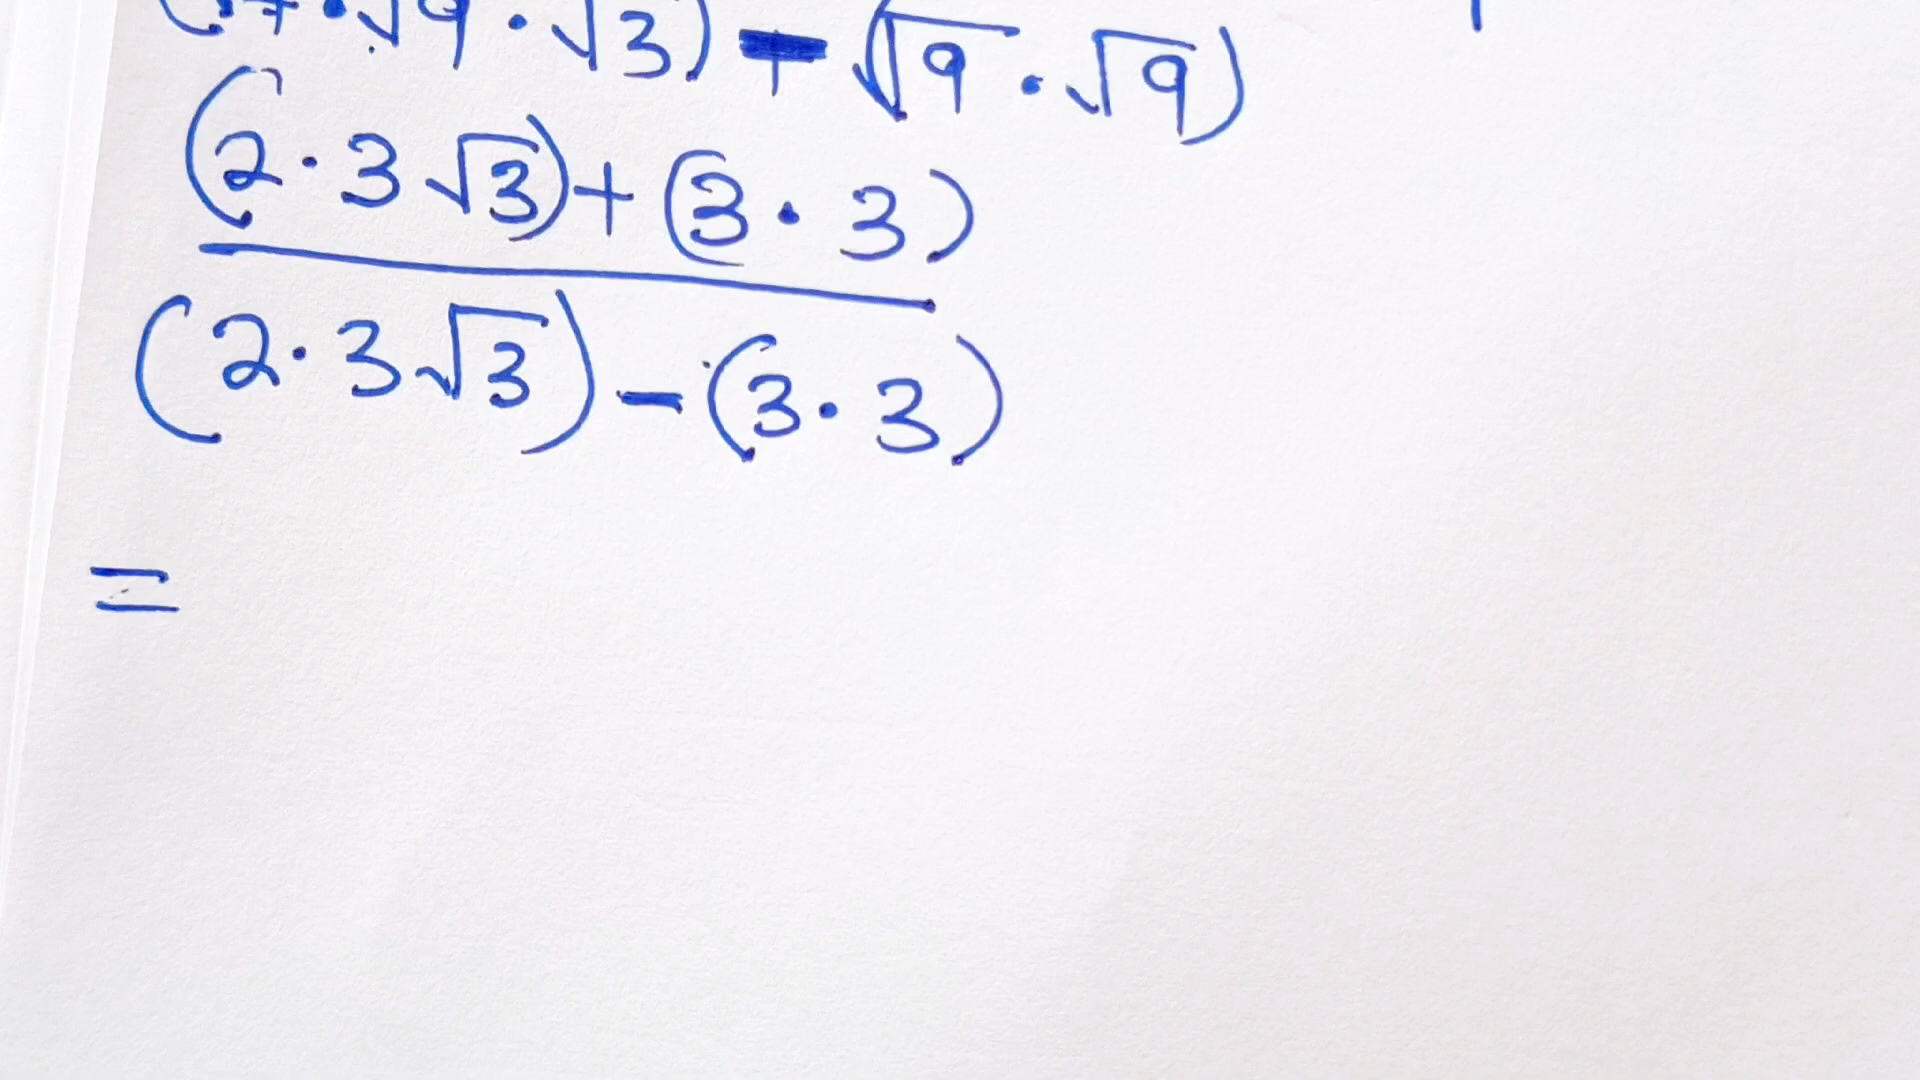 · √9 · √3) - √9 · √9)
(2 · 3√3) + (3 · 3)
(2 · 3√3) - (3 · 3)
=